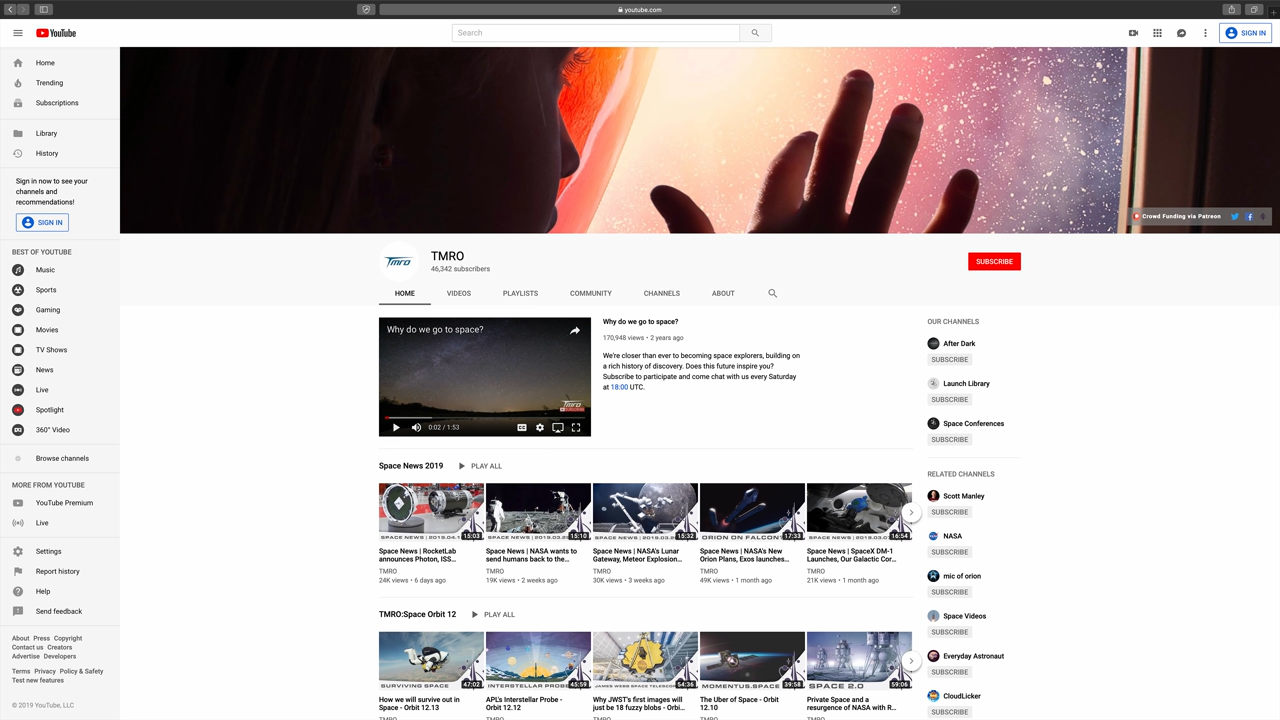 youtube.com
YouTube
Search
SIGN IN
Home
Trending
Subscriptions
Library
History
Sign in now to see your
channels and
recommendations!
SIGN IN
BEST OF YOUTUBE
Music
Sports
Gaming
Movies
TV Shows
News
Live
Spotlight
360° Video
Browse channels
MORE FROM YOUTUBE
YouTube Premium
Live
Settings
Report history
Help
Send feedback
About Press Copyright
Contact us Creators
Advertise Developers
Terms Privacy Policy & Safety
Test new features
© 2019 YouTube, LLC
Crowd Funding via Patreon
Tmro
TMRO
46,342 subscribers
SUBSCRIBE
HOME VIDEOS PLAYLISTS COMMUNITY CHANNELS ABOUT
Why do we go to space?
Tmro
0:02 / 1:53
Why do we go to space?
170,948 views • 2 years ago
We're closer than ever to becoming space explorers, building on
a rich history of discovery. Does this future inspire you?
Subscribe to participate and come chat with us every Saturday
at 18:00 UTC.
Space News 2019 PLAY ALL
15:03
Space News | RocketLab
announces Photon, ISS...
TMRO
24K views • 6 days ago
15:10
Space News | NASA wants to
send humans back to the...
TMRO
19K views • 2 weeks ago
15:32
Space News | NASA's Lunar
Gateway, Meteor Explosion...
TMRO
30K views • 3 weeks ago
ORION ON FALCON
17:33
Space News | NASA's New
Orion Plans, Exos launches...
TMRO
49K views • 1 month ago
16:54
Space News | SpaceX DM-1
Launches, Our Galactic Cor...
TMRO
21K views • 1 month ago
TMRO:Space Orbit 12 PLAY ALL
SURVIVING SPACE
47:02
How we will survive out in
Space - Orbit 12.13
TMRO
INTERSTELLAR PROBE
45:59
APL's Interstellar Probe -
Orbit 12.12
TMRO
JAMES WEBB SPACE TELESCOPE
54:36
Why JWST's first images will
just be 18 fuzzy blobs - Orbi...
TMRO
MOMENTUS.SPACE
39:58
The Uber of Space - Orbit
12.10
TMRO
SPACE 2.0
59:06
Private Space and a
resurgence of NASA with R...
TMRO
OUR CHANNELS
After Dark
SUBSCRIBE
Launch Library
SUBSCRIBE
Space Conferences
SUBSCRIBE
RELATED CHANNELS
Scott Manley
SUBSCRIBE
NASA
SUBSCRIBE
mic of orion
SUBSCRIBE
Space Videos
SUBSCRIBE
Everyday Astronaut
SUBSCRIBE
CloudLicker
SUBSCRIBE